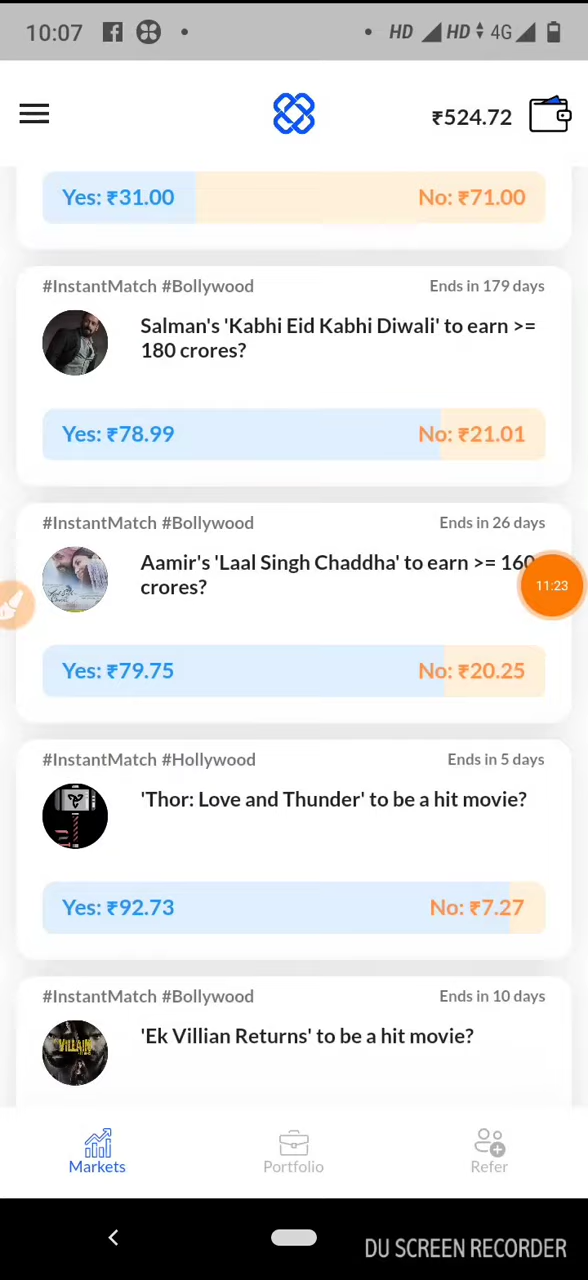 10:07 HD HD 4G
₹524.72
Yes: ₹31.00 No: ₹71.00
#InstantMatch #Bollywood Ends in 179 days
Salman's 'Kabhi Eid Kabhi Diwali' to earn >=
180 crores?
Yes: ₹78.99 No: ₹21.01
#InstantMatch #Bollywood Ends in 26 days
Aamir's 'Laal Singh Chaddha' to earn >= 160
crores?
11:23
Yes: ₹79.75 No: ₹20.25
#InstantMatch #Hollywood Ends in 5 days
'Thor: Love and Thunder' to be a hit movie?
Yes: ₹92.73 No: ₹7.27
#InstantMatch #Bollywood Ends in 10 days
'Ek Villian Returns' to be a hit movie?
VILLAIN
Markets Portfolio Refer
DU SCREEN RECORDER